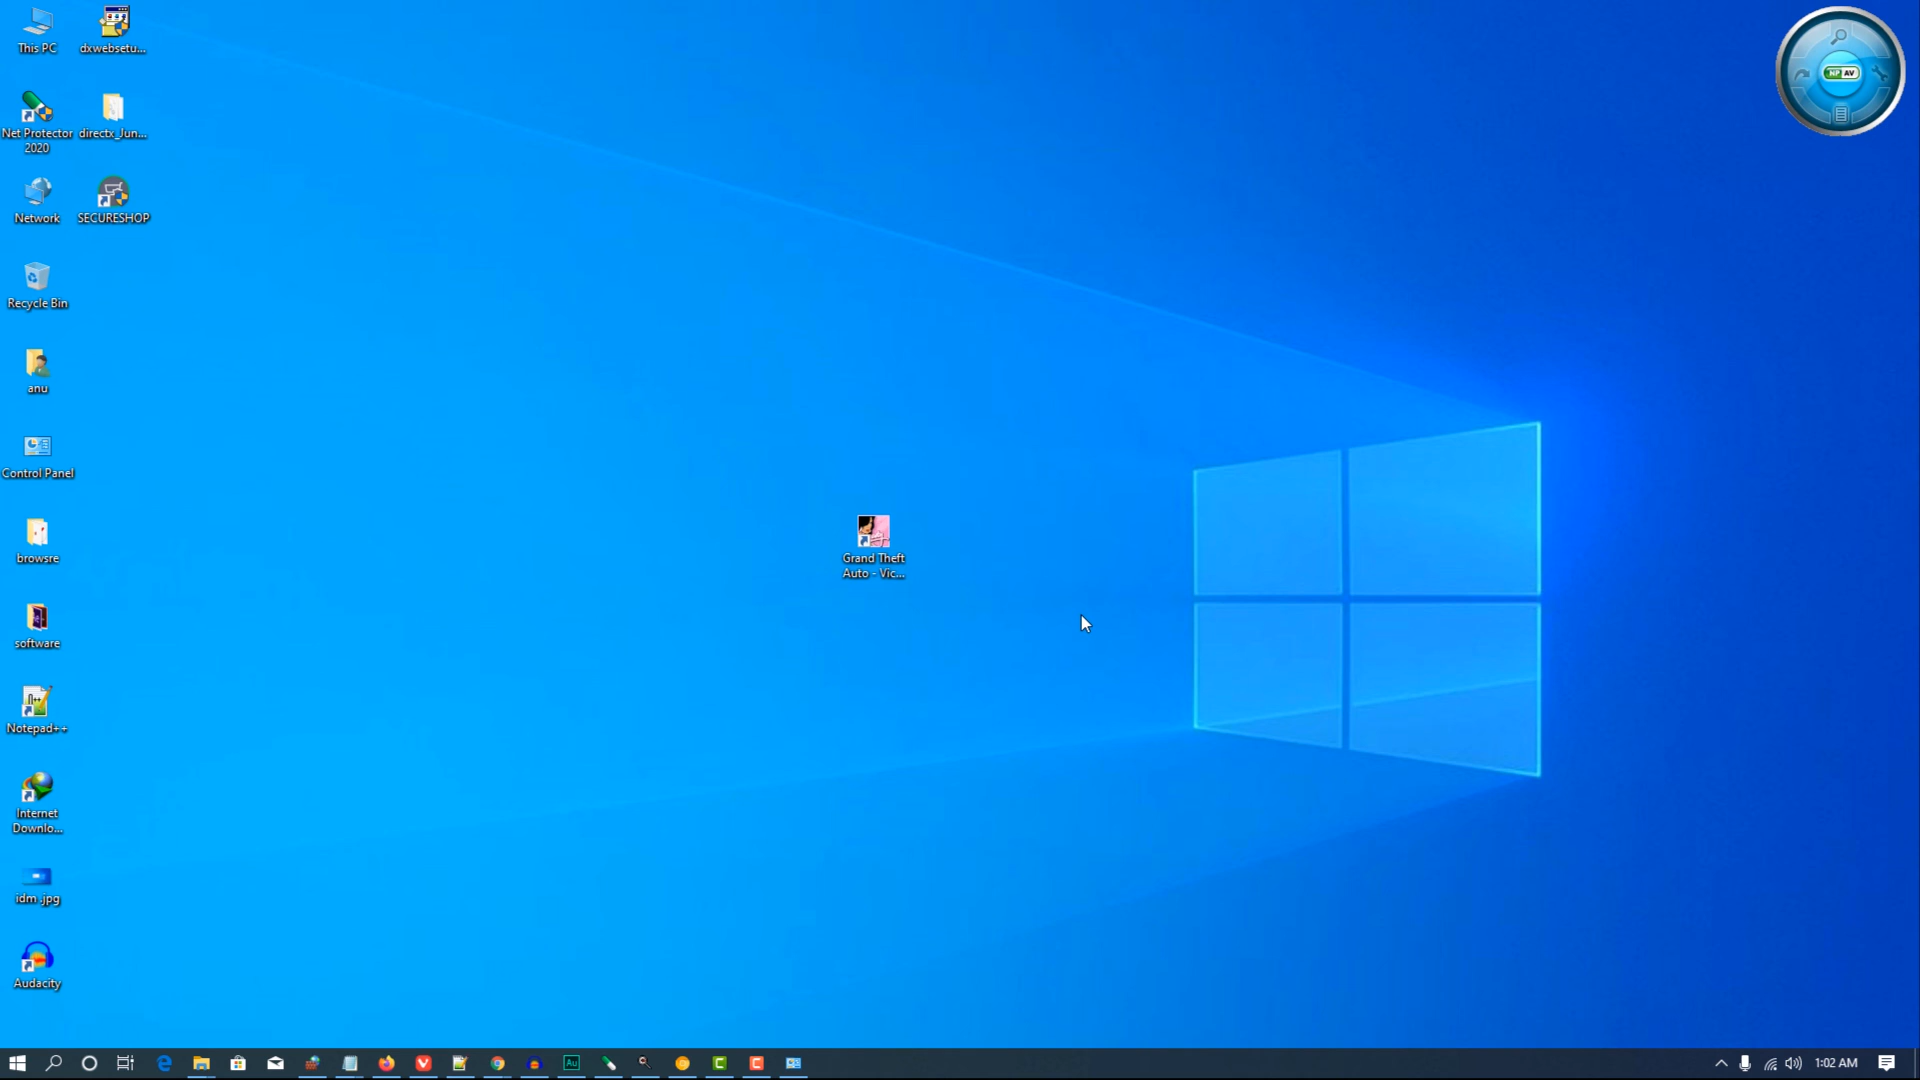 This PC
dxwebsetu...
Net Protector
2020
directx_Jun...
Network
SECURESHOP
Recycle Bin
anu
Control Panel
browsre
software
Notepad++
Internet
Downlo...
idm .jpg
Audacity
Grand Theft
Auto - Vic...
NP AV
Au
1:02 AM